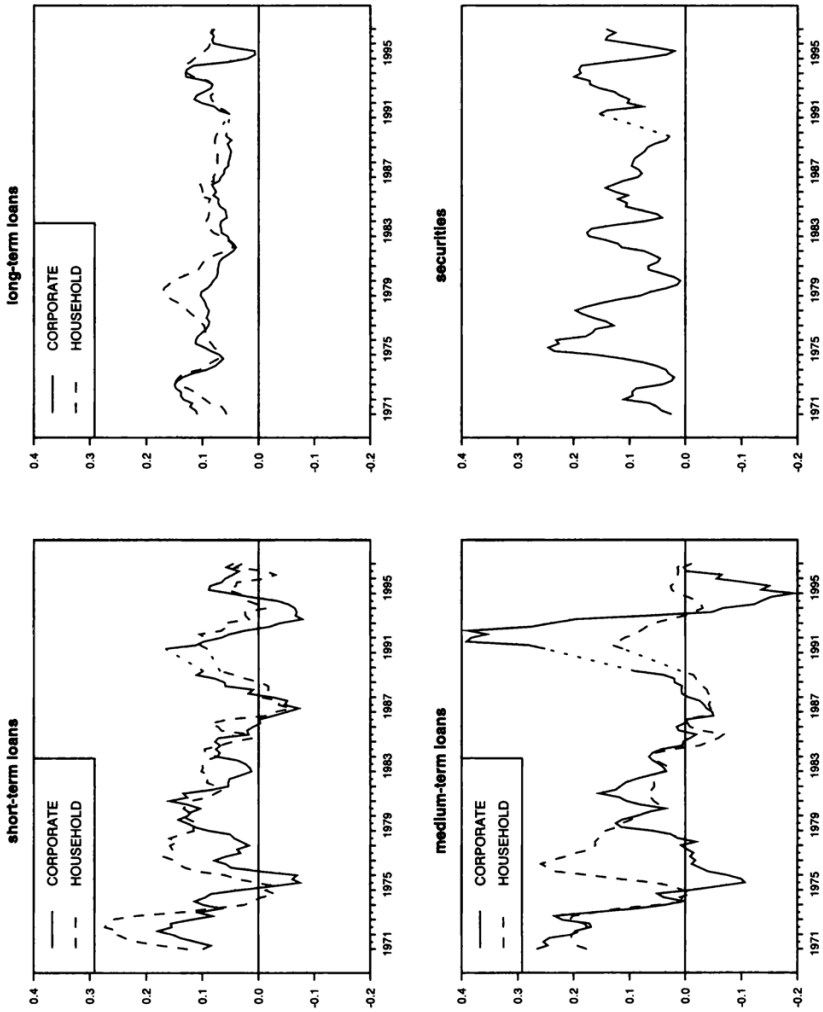 short-term loans
CORPORATE
HOUSEHOLD
0.4
0.3
0.2
0.1
0.0
-0.1
-0.2
1971 1975 1979 1983 1987 1991 1995
long-term loans
CORPORATE
HOUSEHOLD
0.4
0.3
0.2
0.1
0.0
-0.1
-0.2
1971 1975 1979 1983 1987 1991 1995
medium-term loans
CORPORATE
HOUSEHOLD
0.4
0.3
0.2
0.1
0.0
-0.1
-0.2
1971 1975 1979 1983 1987 1991 1995
securities
0.4
0.3
0.2
0.1
0.0
-0.1
-0.2
1971 1975 1979 1983 1987 1991 1995